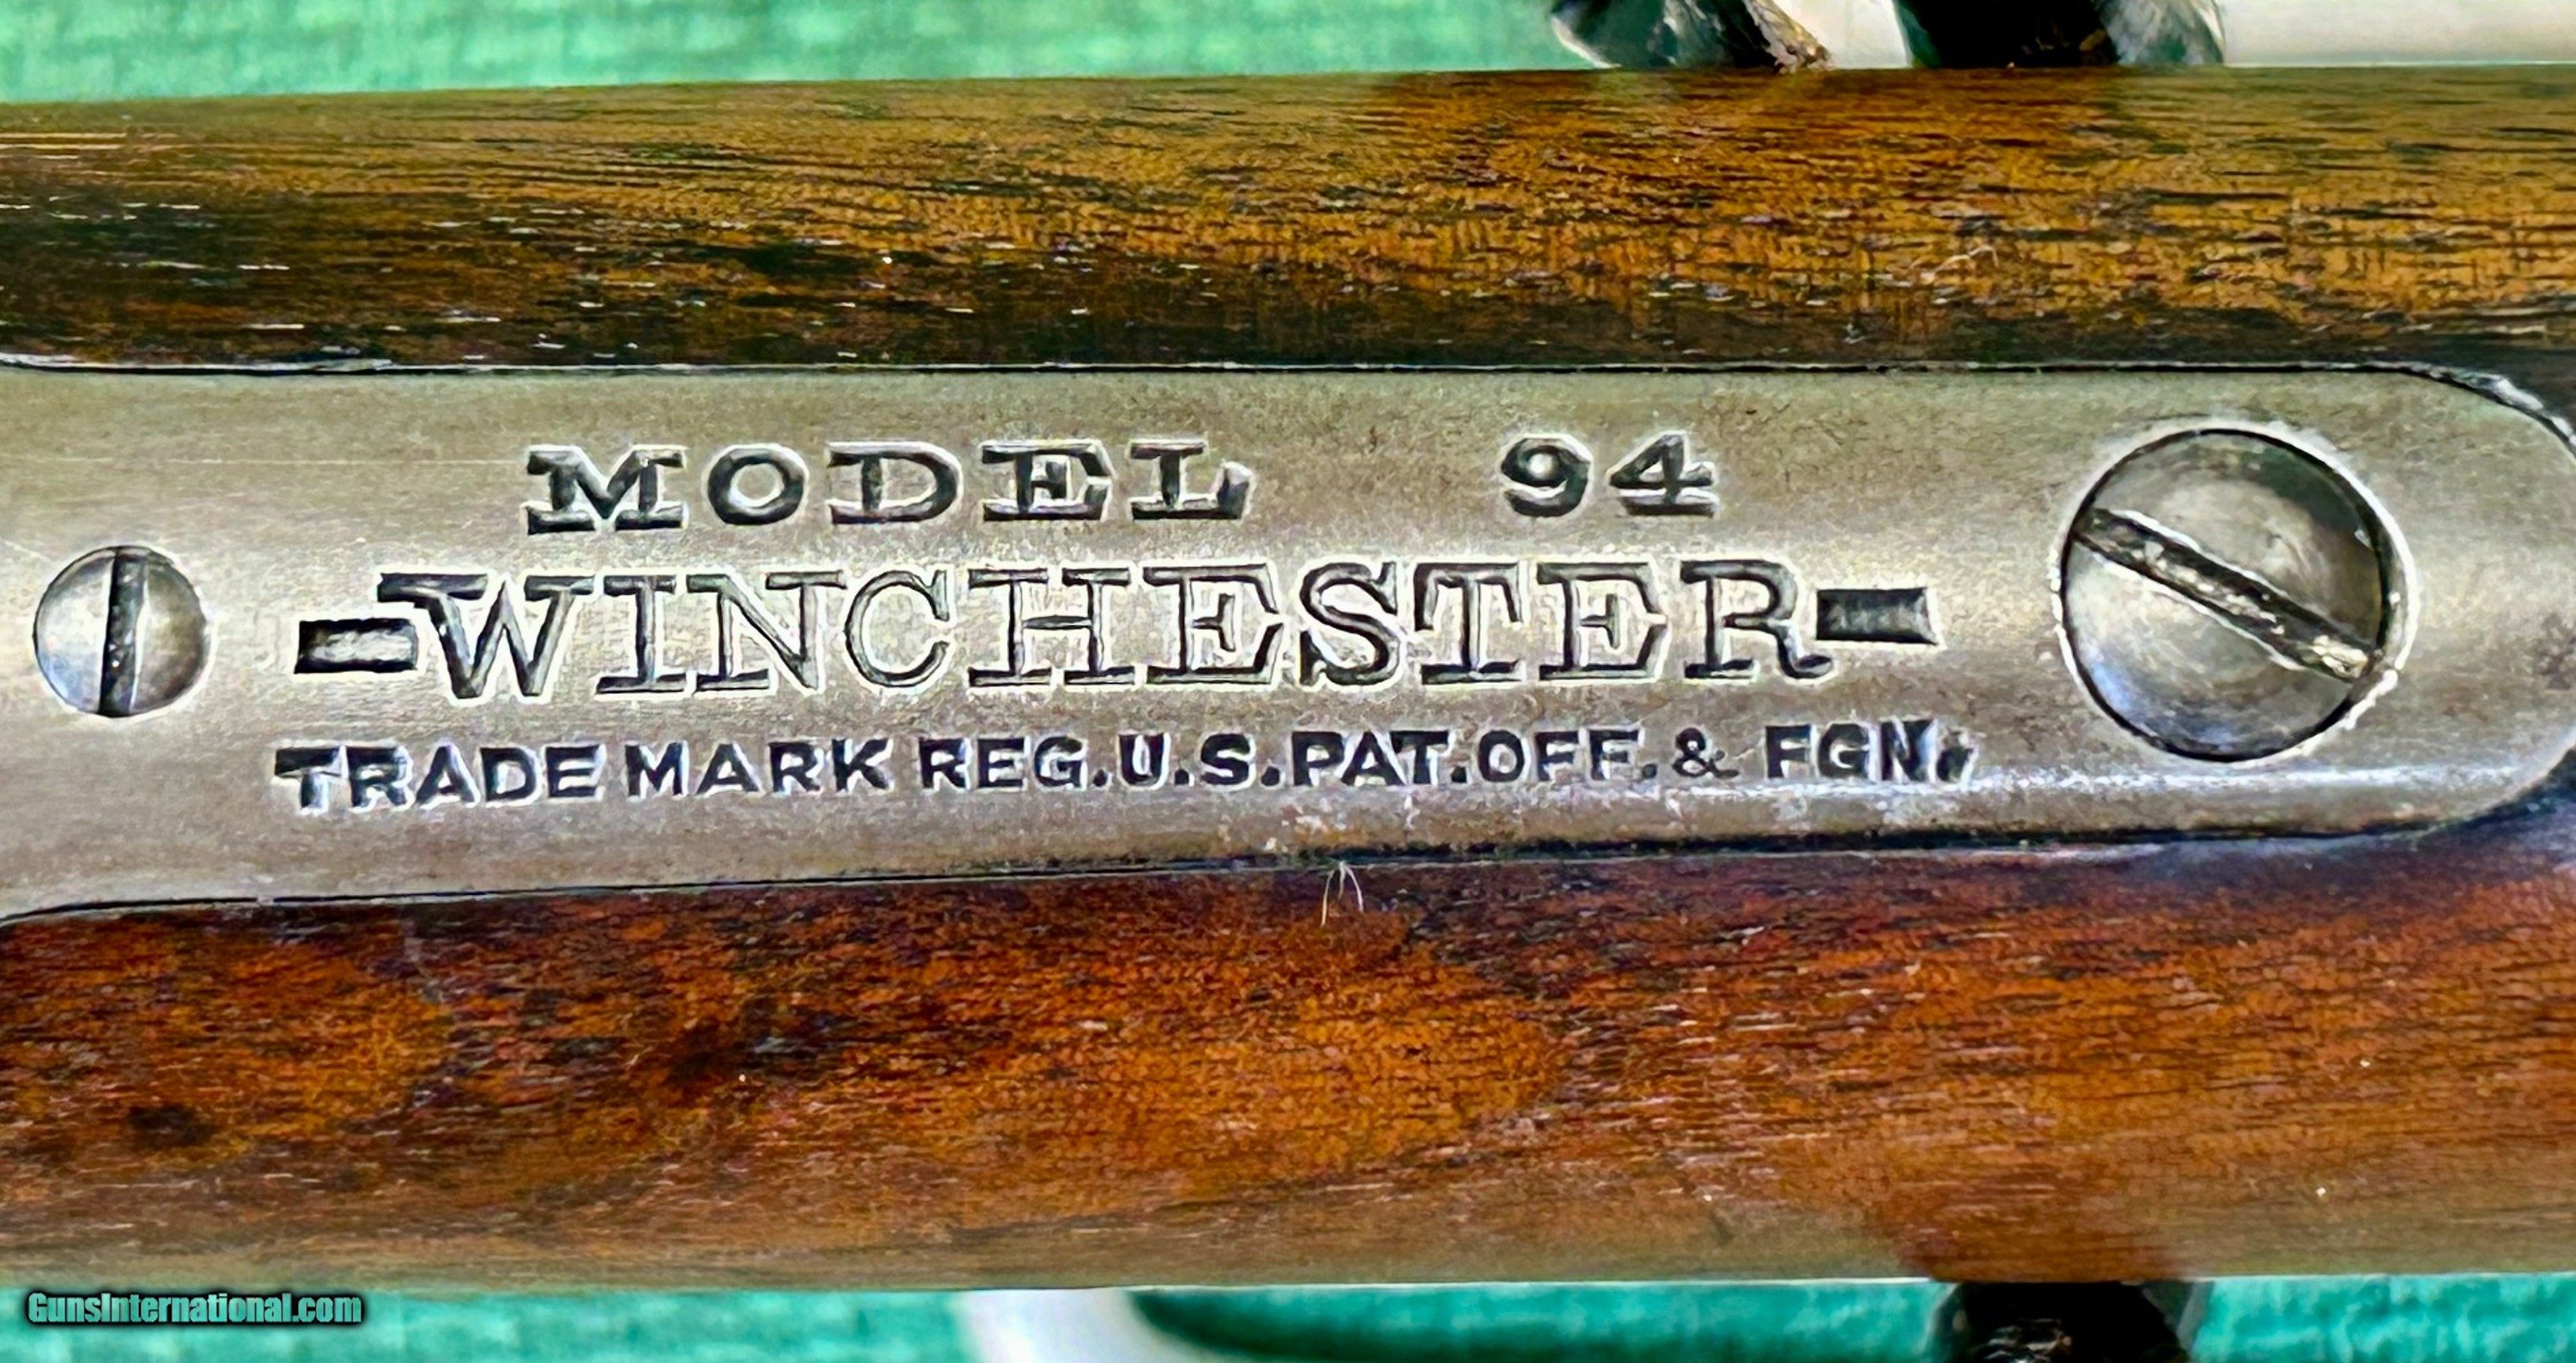 MODEL 94
-WINCHESTER-
TRADE MARK REG.U.S.PAT.OFF.& FGN.
GunsInternational.com